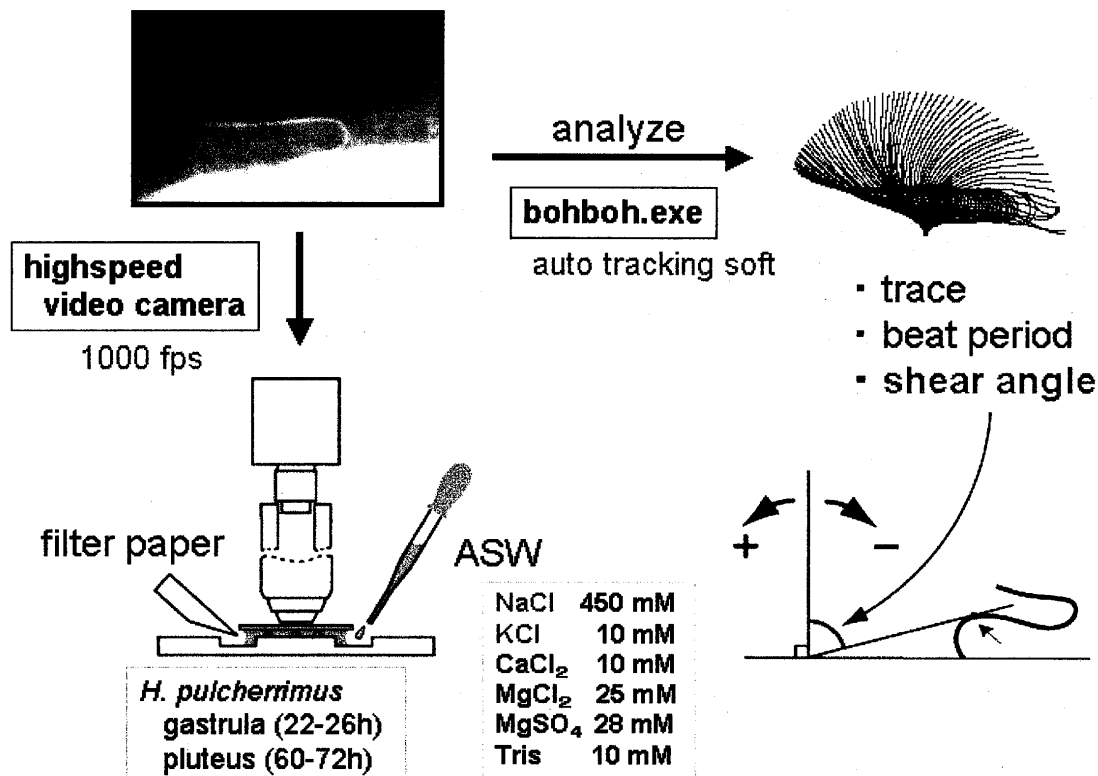 analyze
bohboh.exe
auto tracking soft
highspeed
video camera
1000 fps
· trace
· beat period
· shear angle
filter paper
ASW
+
−
NaCl 450 mM
KCl 10 mM
CaCl₂ 10 mM
MgCl₂ 25 mM
MgSO₄ 28 mM
Tris 10 mM
H. pulcherrimus
gastrula (22-26h)
pluteus (60-72h)